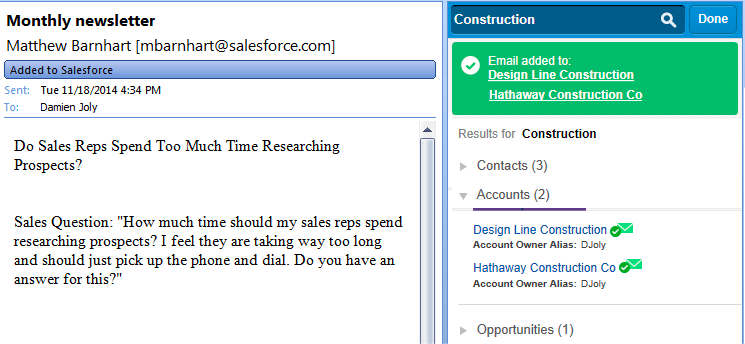 Monthly newsletter
Matthew Barnhart [mbarnhart@salesforce.com]
Added to Salesforce
Sent: Tue 11/18/2014 4:34 PM
To: Damien Joly
Do Sales Reps Spend Too Much Time Researching
Prospects?
Sales Question: "How much time should my sales reps spend
researching prospects? I feel they are taking way too long
and should just pick up the phone and dial. Do you have an
answer for this?"
Construction
Done
Email added to:
Design Line Construction
Hathaway Construction Co
Results for Construction
Contacts (3)
Accounts (2)
Design Line Construction
Account Owner Alias: DJoly
Hathaway Construction Co
Account Owner Alias: DJoly
Opportunities (1)